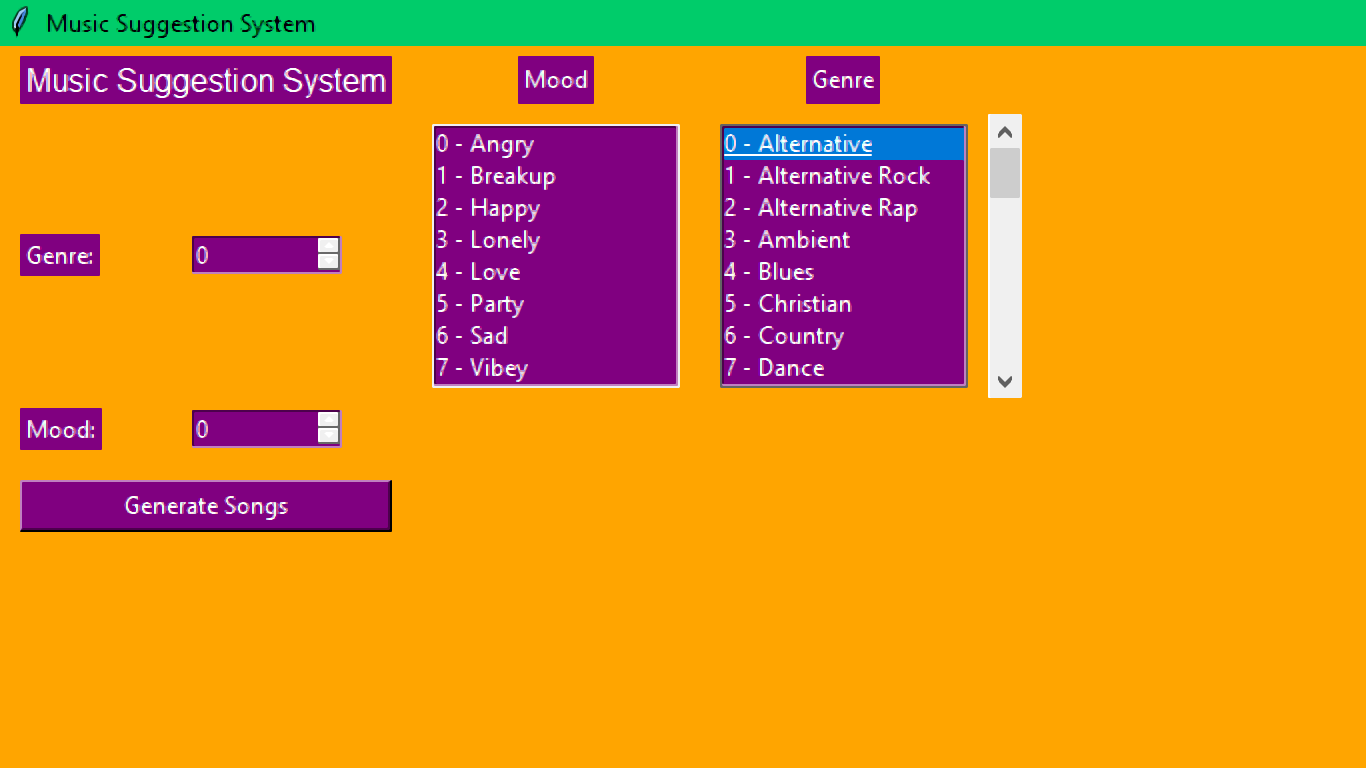 Music Suggestion System
Music Suggestion System
Mood
Genre
0 - Angry
1 - Breakup
2 - Happy
3 - Lonely
4 - Love
5 - Party
6 - Sad
7 - Vibey
0 - Alternative
1 - Alternative Rock
2 - Alternative Rap
3 - Ambient
4 - Blues
5 - Christian
6 - Country
7 - Dance
Genre:
0
Mood:
0
Generate Songs